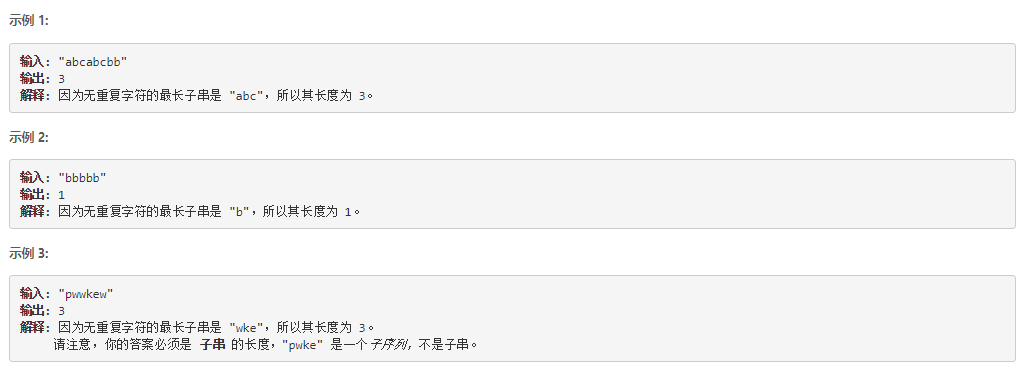 示例 1:
输入: "abcabcbb"
输出: 3
解释: 因为无重复字符的最长子串是 "abc",所以其长度为 3。
示例 2:
输入: "bbbbb"
输出: 1
解释: 因为无重复字符的最长子串是 "b",所以其长度为 1。
示例 3:
输入: "pwwkew"
输出: 3
解释: 因为无重复字符的最长子串是 "wke",所以其长度为 3。
请注意,你的答案必须是 子串 的长度,"pwke" 是一个子序列,不是子串。